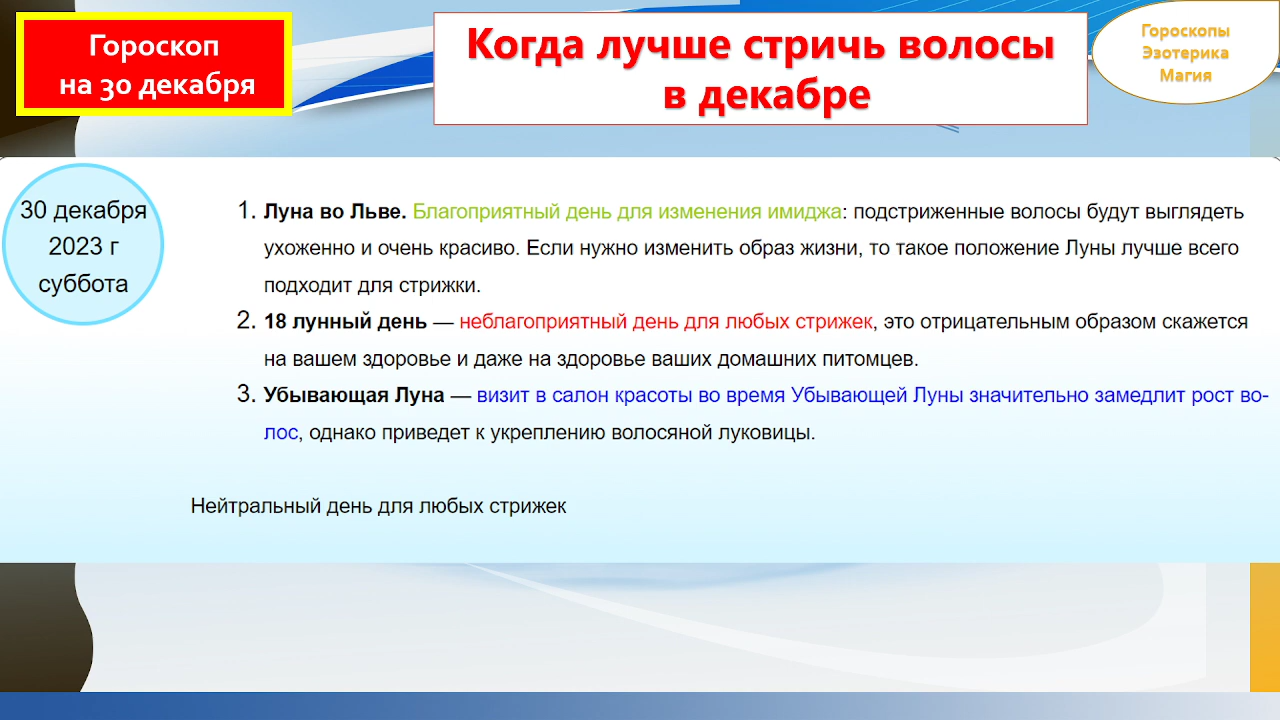 Гороскоп
на 30 декабря
Когда лучше стричь волосы
в декабре
Гороскопы
Эзотерика
Магия
30 декабря
2023 г
суббота
1. Луна во Льве. Благоприятный день для изменения имиджа: подстриженные волосы будут выглядеть
ухоженно и очень красиво. Если нужно изменить образ жизни, то такое положение Луны лучше всего
подходит для стрижки.
2. 18 лунный день — неблагоприятный день для любых стрижек, это отрицательным образом скажется
на вашем здоровье и даже на здоровье ваших домашних питомцев.
3. Убывающая Луна — визит в салон красоты во время Убывающей Луны значительно замедлит рост во-
лос, однако приведет к укреплению волосяной луковицы.
Нейтральный день для любых стрижек